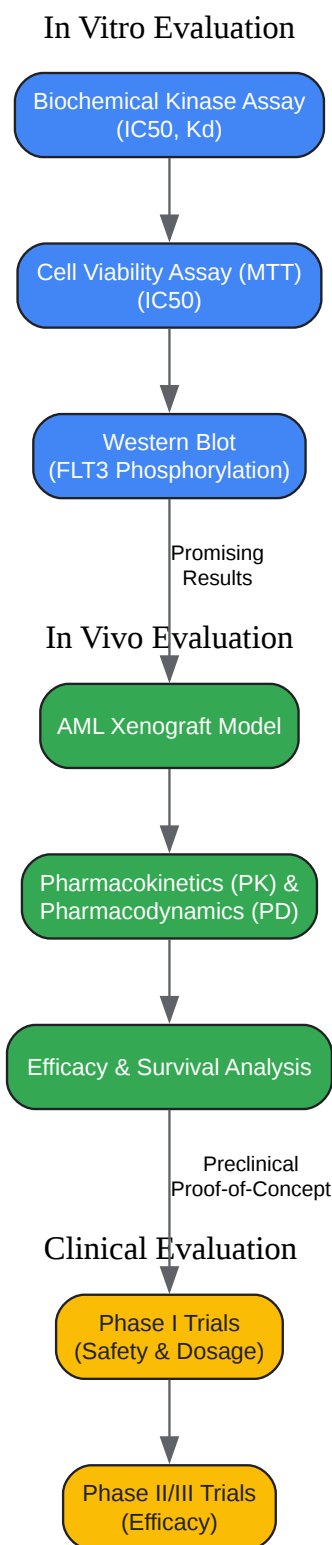 In Vitro Evaluation
Biochemical Kinase Assay
(IC50, Kd)
Cell Viability Assay (MTT)
(IC50)
Western Blot
(FLT3 Phosphorylation)
Promising
Results
In Vivo Evaluation
AML Xenograft Model
Pharmacokinetics (PK) &
Pharmacodynamics (PD)
Efficacy & Survival Analysis
Preclinical
Proof-of-Concept
Clinical Evaluation
Phase I Trials
(Safety & Dosage)
Phase II/III Trials
(Efficacy)